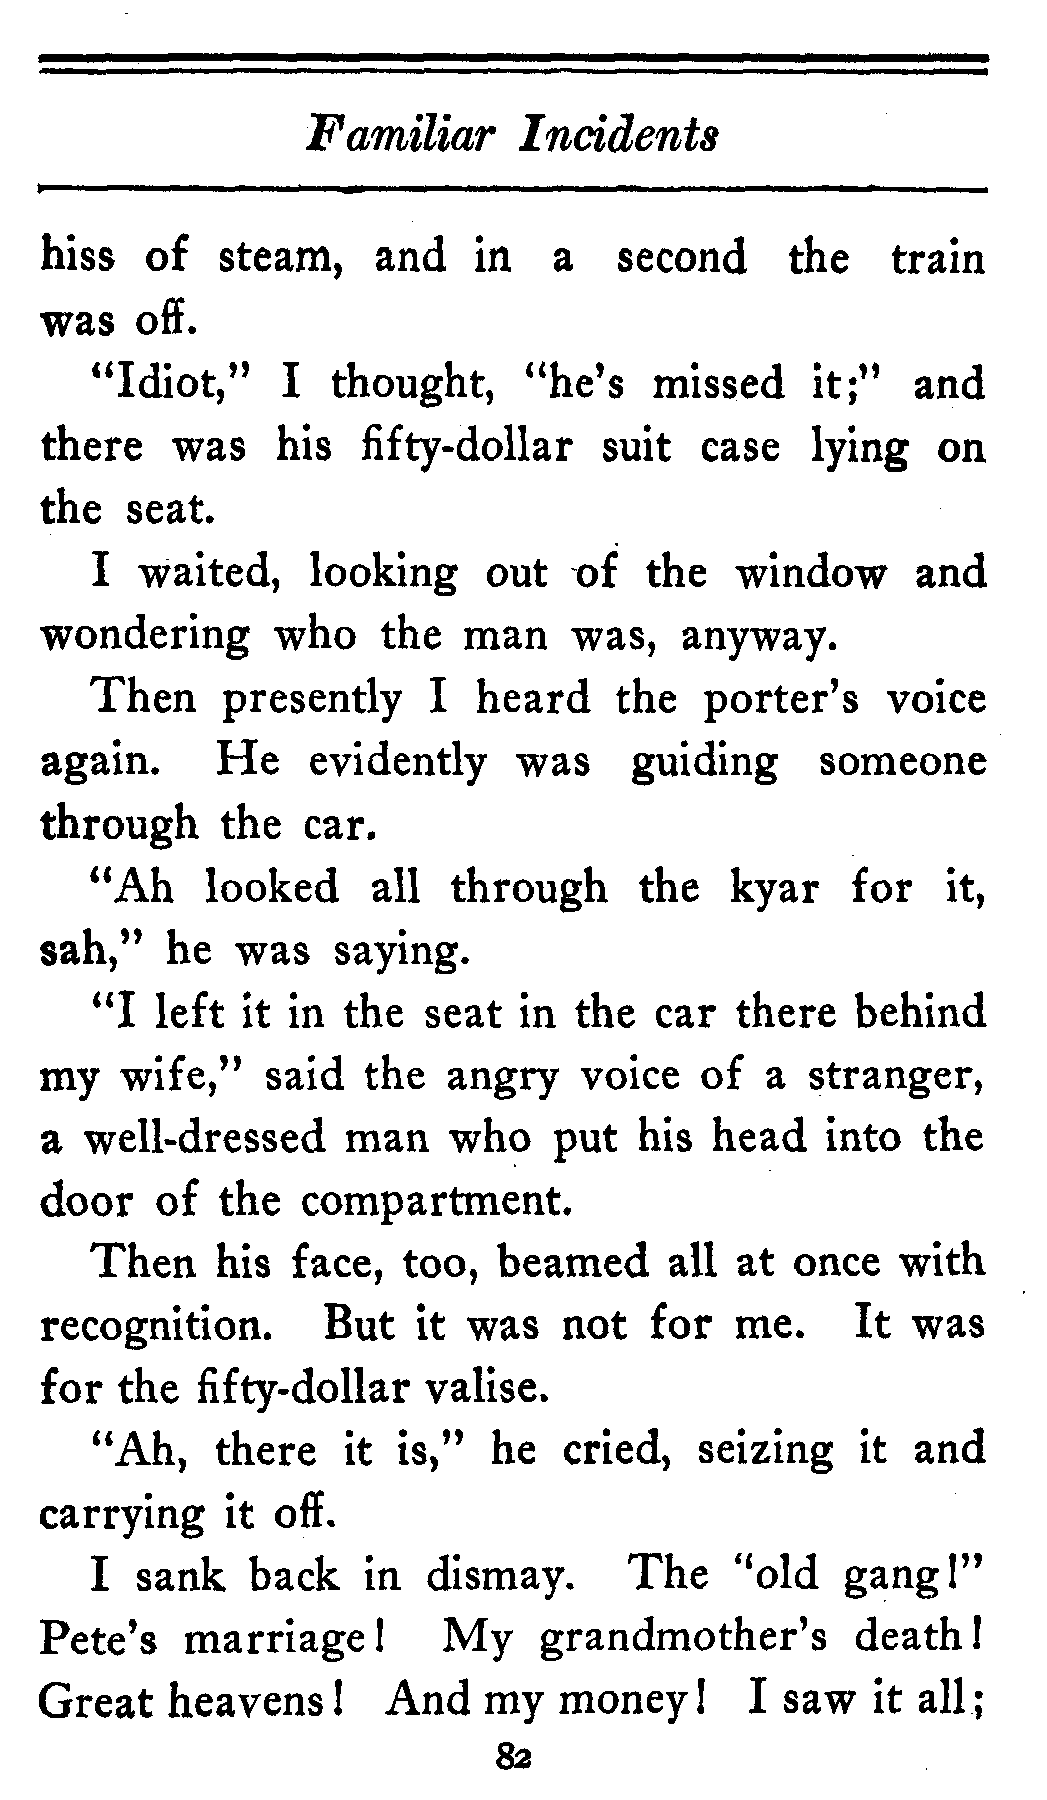 Familiar Incidents
hiss of steam, and in a second the train
was off.
"Idiot," I thought, "he's missed it;" and
there was his fifty-dollar suit case lying on
the seat.
I waited, looking out of the window and
wondering who the man was, anyway.
Then presently I heard the porter's voice
again. He evidently was guiding someone
through the car.
"Ah looked all through the kyar for it,
sah," he was saying.
"I left it in the seat in the car there behind
my wife," said the angry voice of a stranger,
a well-dressed man who put his head into the
door of the compartment.
Then his face, too, beamed all at once with
recognition. But it was not for me. It was
for the fifty-dollar valise.
"Ah, there it is," he cried, seizing it and
carrying it off.
I sank back in dismay. The "old gang!"
Pete's marriage! My grandmother's death!
Great heavens! And my money! I saw it all;
82